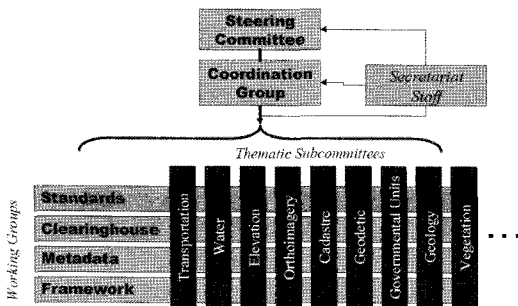 Steering
Committee
Coordination
Group
Secretariat
Staff
Thematic Subcommittees
Working Groups
Standards
Clearinghouse
Metadata
Framework
Transportation
Water
Elevation
Orthoimagery
Cadastre
Geodetic
Governmental Units
Geology
Vegetation
...